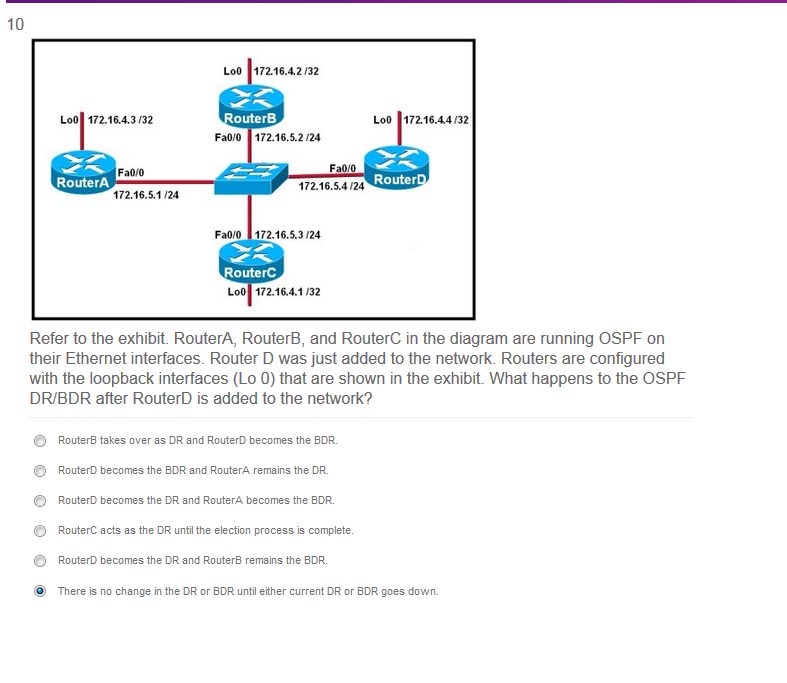 10
Lo0 172.16.4.2 /32
RouterB
Fa0/0 172.16.5.2 /24
Lo0 172.16.4.3 /32
Lo0 172.16.4.4 /32
Fa0/0
RouterA
172.16.5.1 /24
Fa0/0
RouterD
172.16.5.4 /24
Fa0/0 172.16.5.3 /24
RouterC
Lo0 172.16.4.1 /32
Refer to the exhibit. RouterA, RouterB, and RouterC in the diagram are running OSPF on
their Ethernet interfaces. Router D was just added to the network. Routers are configured
with the loopback interfaces (Lo 0) that are shown in the exhibit. What happens to the OSPF
DR/BDR after RouterD is added to the network?
RouterB takes over as DR and RouterD becomes the BDR.
RouterD becomes the BDR and RouterA remains the DR.
RouterD becomes the DR and RouterA becomes the BDR.
RouterC acts as the DR until the election process is complete.
RouterD becomes the DR and RouterB remains the BDR.
There is no change in the DR or BDR until either current DR or BDR goes down.